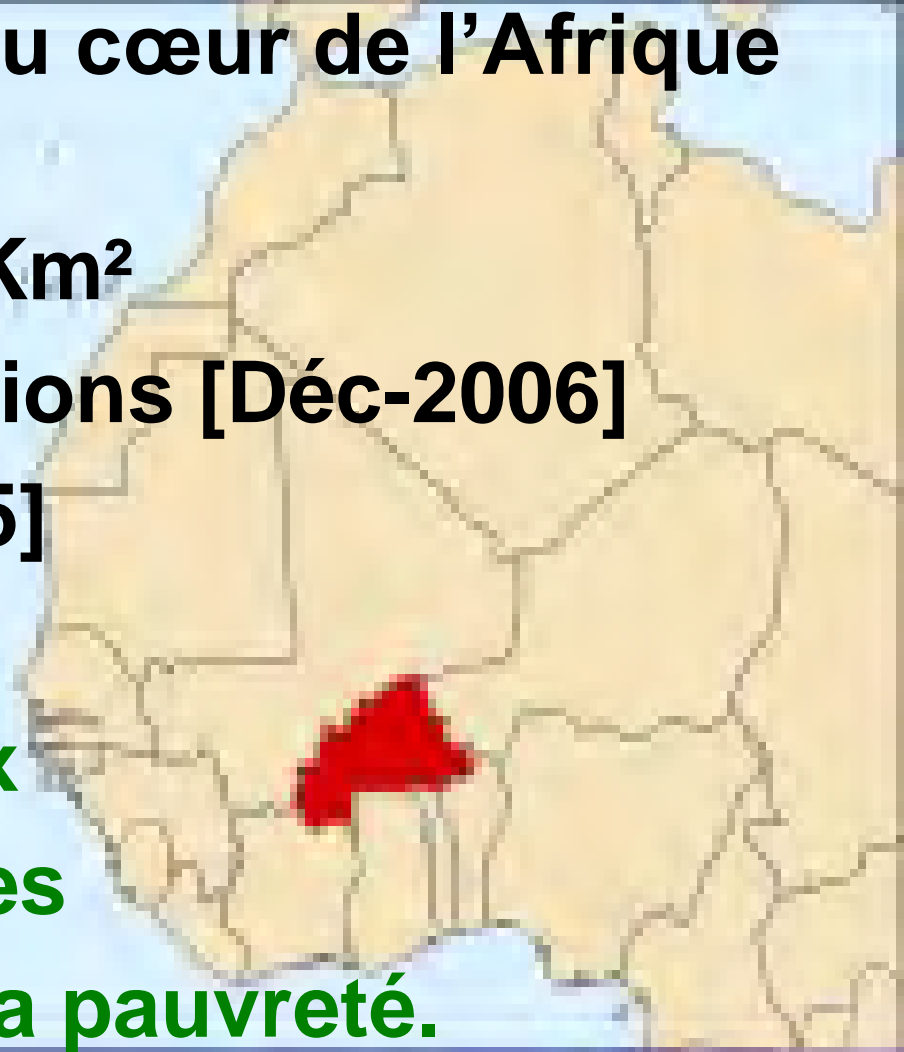 u cœur de l’Afrique
Km²
ions [Déc-2006]
5]
x
es
a pauvreté.